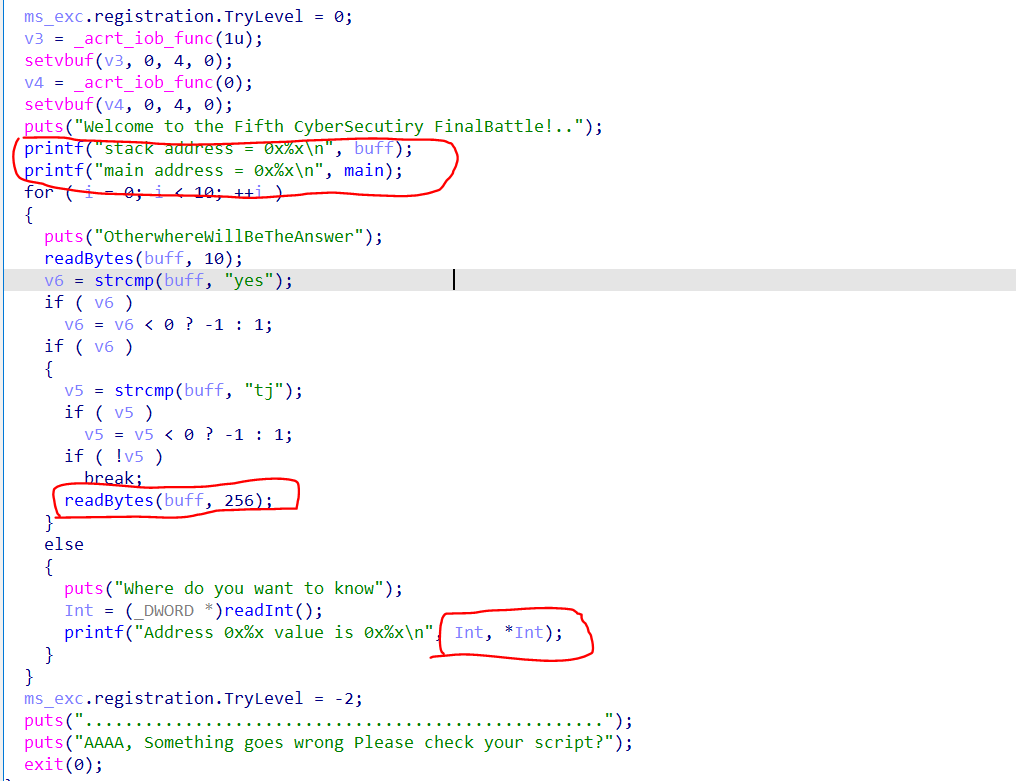 ms_exc.registration.TryLevel = 0;
v3 = _acrt_iob_func(1u);
setvbuf(v3, 0, 4, 0);
v4 = _acrt_iob_func(0);
setvbuf(v4, 0, 4, 0);
puts("Welcome to the Fifth CyberSecutiry FinalBattle!..");
printf("stack address = 0x%x\n", buff);
printf("main address = 0x%x\n", main);
for ( i = 0; i < 10; ++i )
{
puts("OtherwhereWillBeTheAnswer");
readBytes(buff, 10);
v6 = strcmp(buff, "yes");
if ( v6 )
v6 = v6 < 0 ? -1 : 1;
if ( v6 )
{
v5 = strcmp(buff, "tj");
if ( v5 )
v5 = v5 < 0 ? -1 : 1;
if ( !v5 )
break;
readBytes(buff, 256);
}
else
{
puts("Where do you want to know");
Int = (_DWORD *)readInt();
printf("Address 0x%x value is 0x%x\n", Int, *Int);
}
}
ms_exc.registration.TryLevel = -2;
puts("....................................................");
puts("AAAA, Something goes wrong Please check your script?");
exit(0);